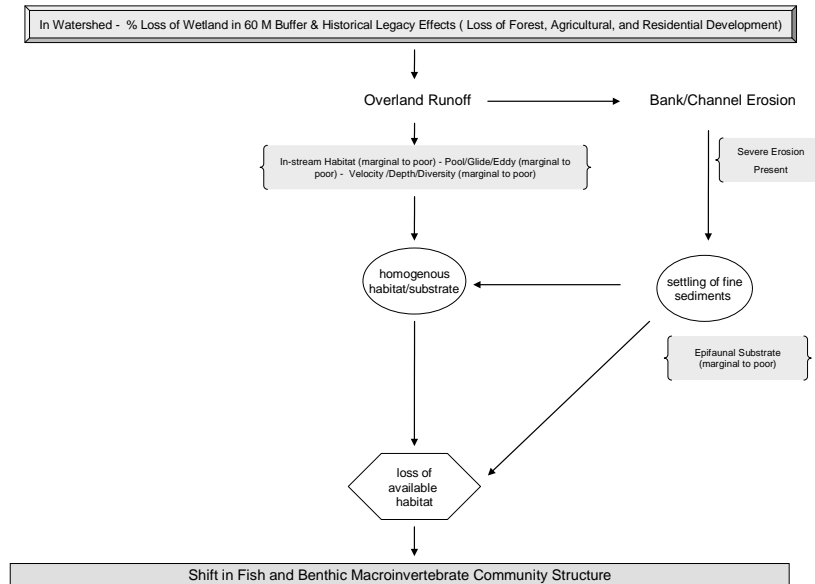 In Watershed - % Loss of Wetland in 60 M Buffer & Historical Legacy Effects ( Loss of Forest, Agricultural, and Residential Development)
Overland Runoff
Bank/Channel Erosion
In-stream Habitat (marginal to poor) - Pool/Glide/Eddy (marginal to
poor) - Velocity /Depth/Diversity (marginal to poor)
Severe Erosion
Present
homogenous
habitat/substrate
settling of fine
sediments
Epifaunal Substrate
(marginal to poor)
loss of
available
habitat
Shift in Fish and Benthic Macroinvertebrate Community Structure